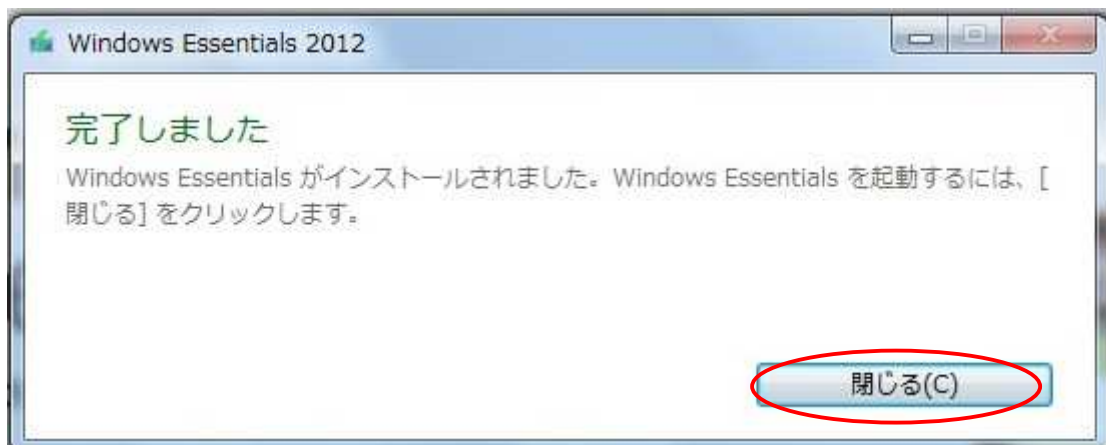 Windows Essentials 2012
完了しました
Windows Essentials がインストールされました。Windows Essentials を起動するには、[
閉じる] をクリックします。
閉じる(C)